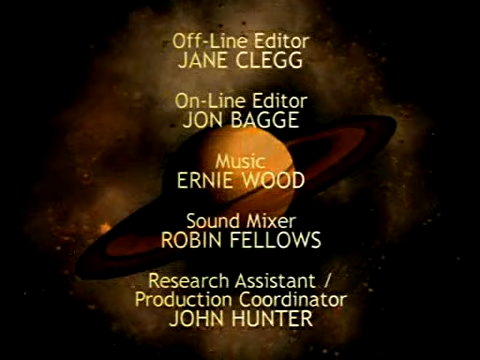 Off-Line Editor
JANE CLEGG
On-Line Editor
JON BAGGE
Music
ERNIE WOOD
Sound Mixer
ROBIN FELLOWS
Research Assistant /
Production Coordinator
JOHN HUNTER